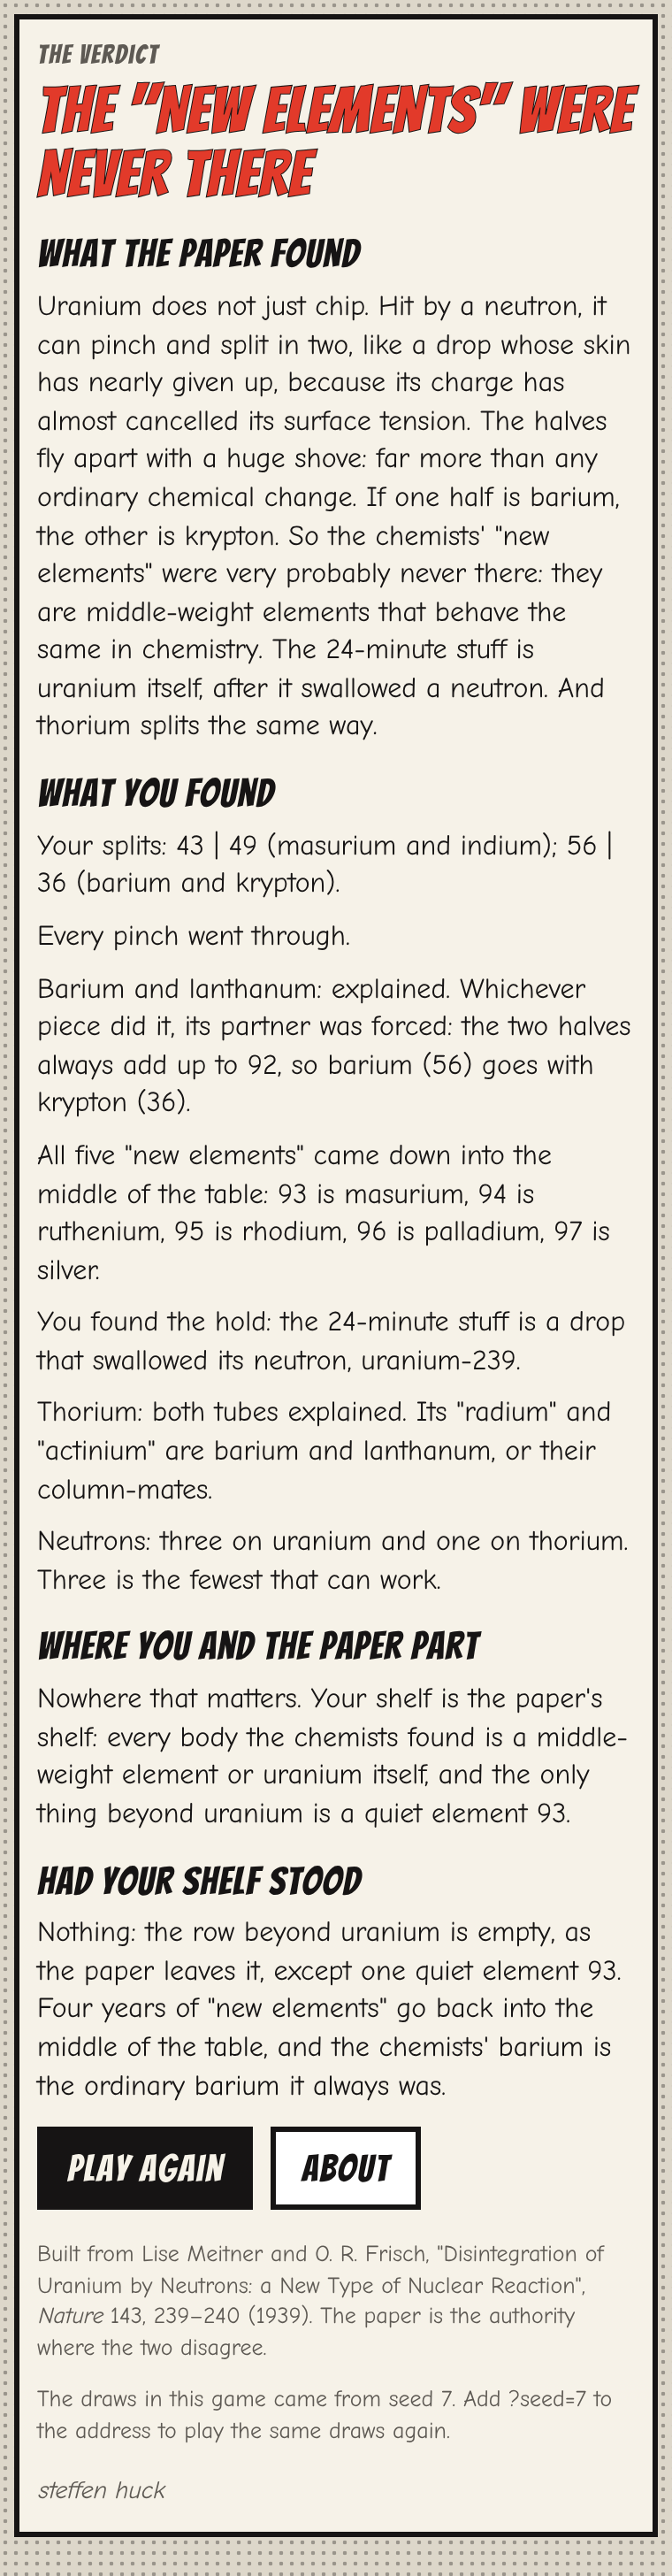 THE VERDICT
THE "NEW ELEMENTS" WERE
NEVER THERE
WHAT THE PAPER FOUND
Uranium does not just chip. Hit by a neutron, it
can pinch and split in two, like a drop whose skin
has nearly given up, because its charge has
almost cancelled its surface tension. The halves
fly apart with a huge shove: far more than any
ordinary chemical change. If one half is barium,
the other is krypton. So the chemists' "new
elements" were very probably never there: they
are middle-weight elements that behave the
same in chemistry. The 24-minute stuff is
uranium itself, after it swallowed a neutron. And
thorium splits the same way.
WHAT YOU FOUND
Your splits: 43 | 49 (masurium and indium); 56 |
36 (barium and krypton).
Every pinch went through.
Barium and lanthanum: explained. Whichever
piece did it, its partner was forced: the two halves
always add up to 92, so barium (56) goes with
krypton (36).
All five "new elements" came down into the
middle of the table: 93 is masurium, 94 is
ruthenium, 95 is rhodium, 96 is palladium, 97 is
silver.
You found the hold: the 24-minute stuff is a drop
that swallowed its neutron, uranium-239.
Thorium: both tubes explained. Its "radium" and
"actinium" are barium and lanthanum, or their
column-mates.
Neutrons: three on uranium and one on thorium.
Three is the fewest that can work.
WHERE YOU AND THE PAPER PART
Nowhere that matters. Your shelf is the paper's
shelf: every body the chemists found is a middle-
weight element or uranium itself, and the only
thing beyond uranium is a quiet element 93.
HAD YOUR SHELF STOOD
Nothing: the row beyond uranium is empty, as
the paper leaves it, except one quiet element 93.
Four years of "new elements" go back into the
middle of the table, and the chemists' barium is
the ordinary barium it always was.
PLAY AGAIN
ABOUT
Built from Lise Meitner and O. R. Frisch, "Disintegration of
Uranium by Neutrons: a New Type of Nuclear Reaction",
Nature 143, 239–240 (1939). The paper is the authority
where the two disagree.
The draws in this game came from seed 7. Add ?seed=7 to
the address to play the same draws again.
steffen huck